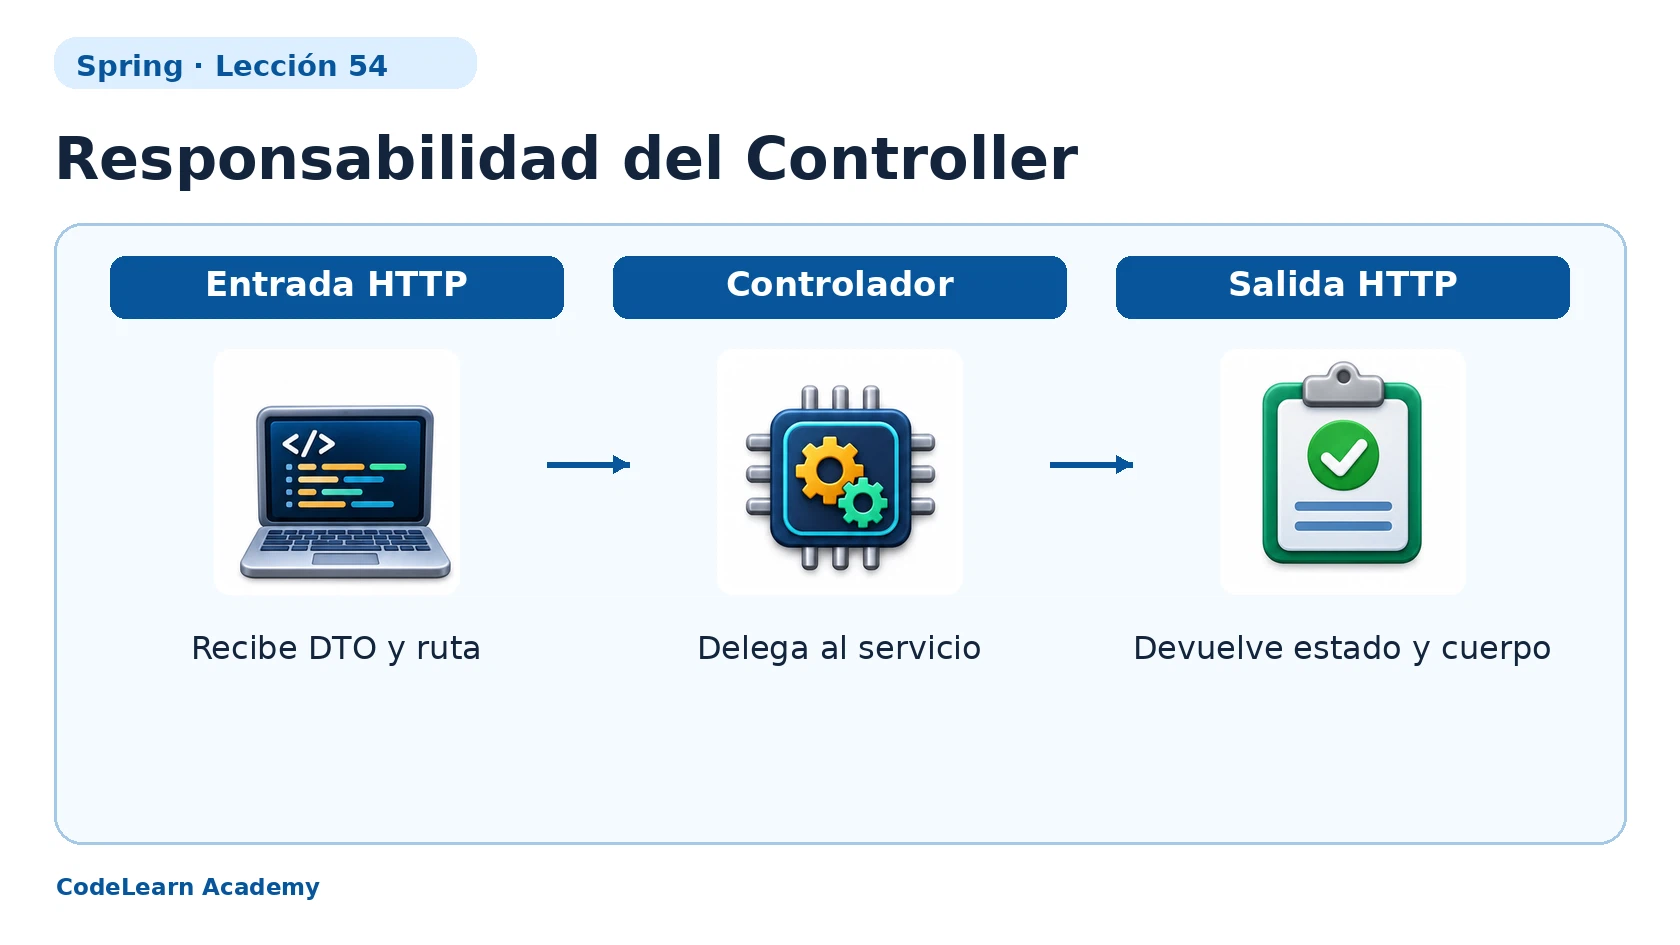 Spring · Lección 54
Responsabilidad del Controller
Entrada HTTP
Controlador
Salida HTTP
</>
Recibe DTO y ruta
Delega al servicio
Devuelve estado y cuerpo
CodeLearn Academy